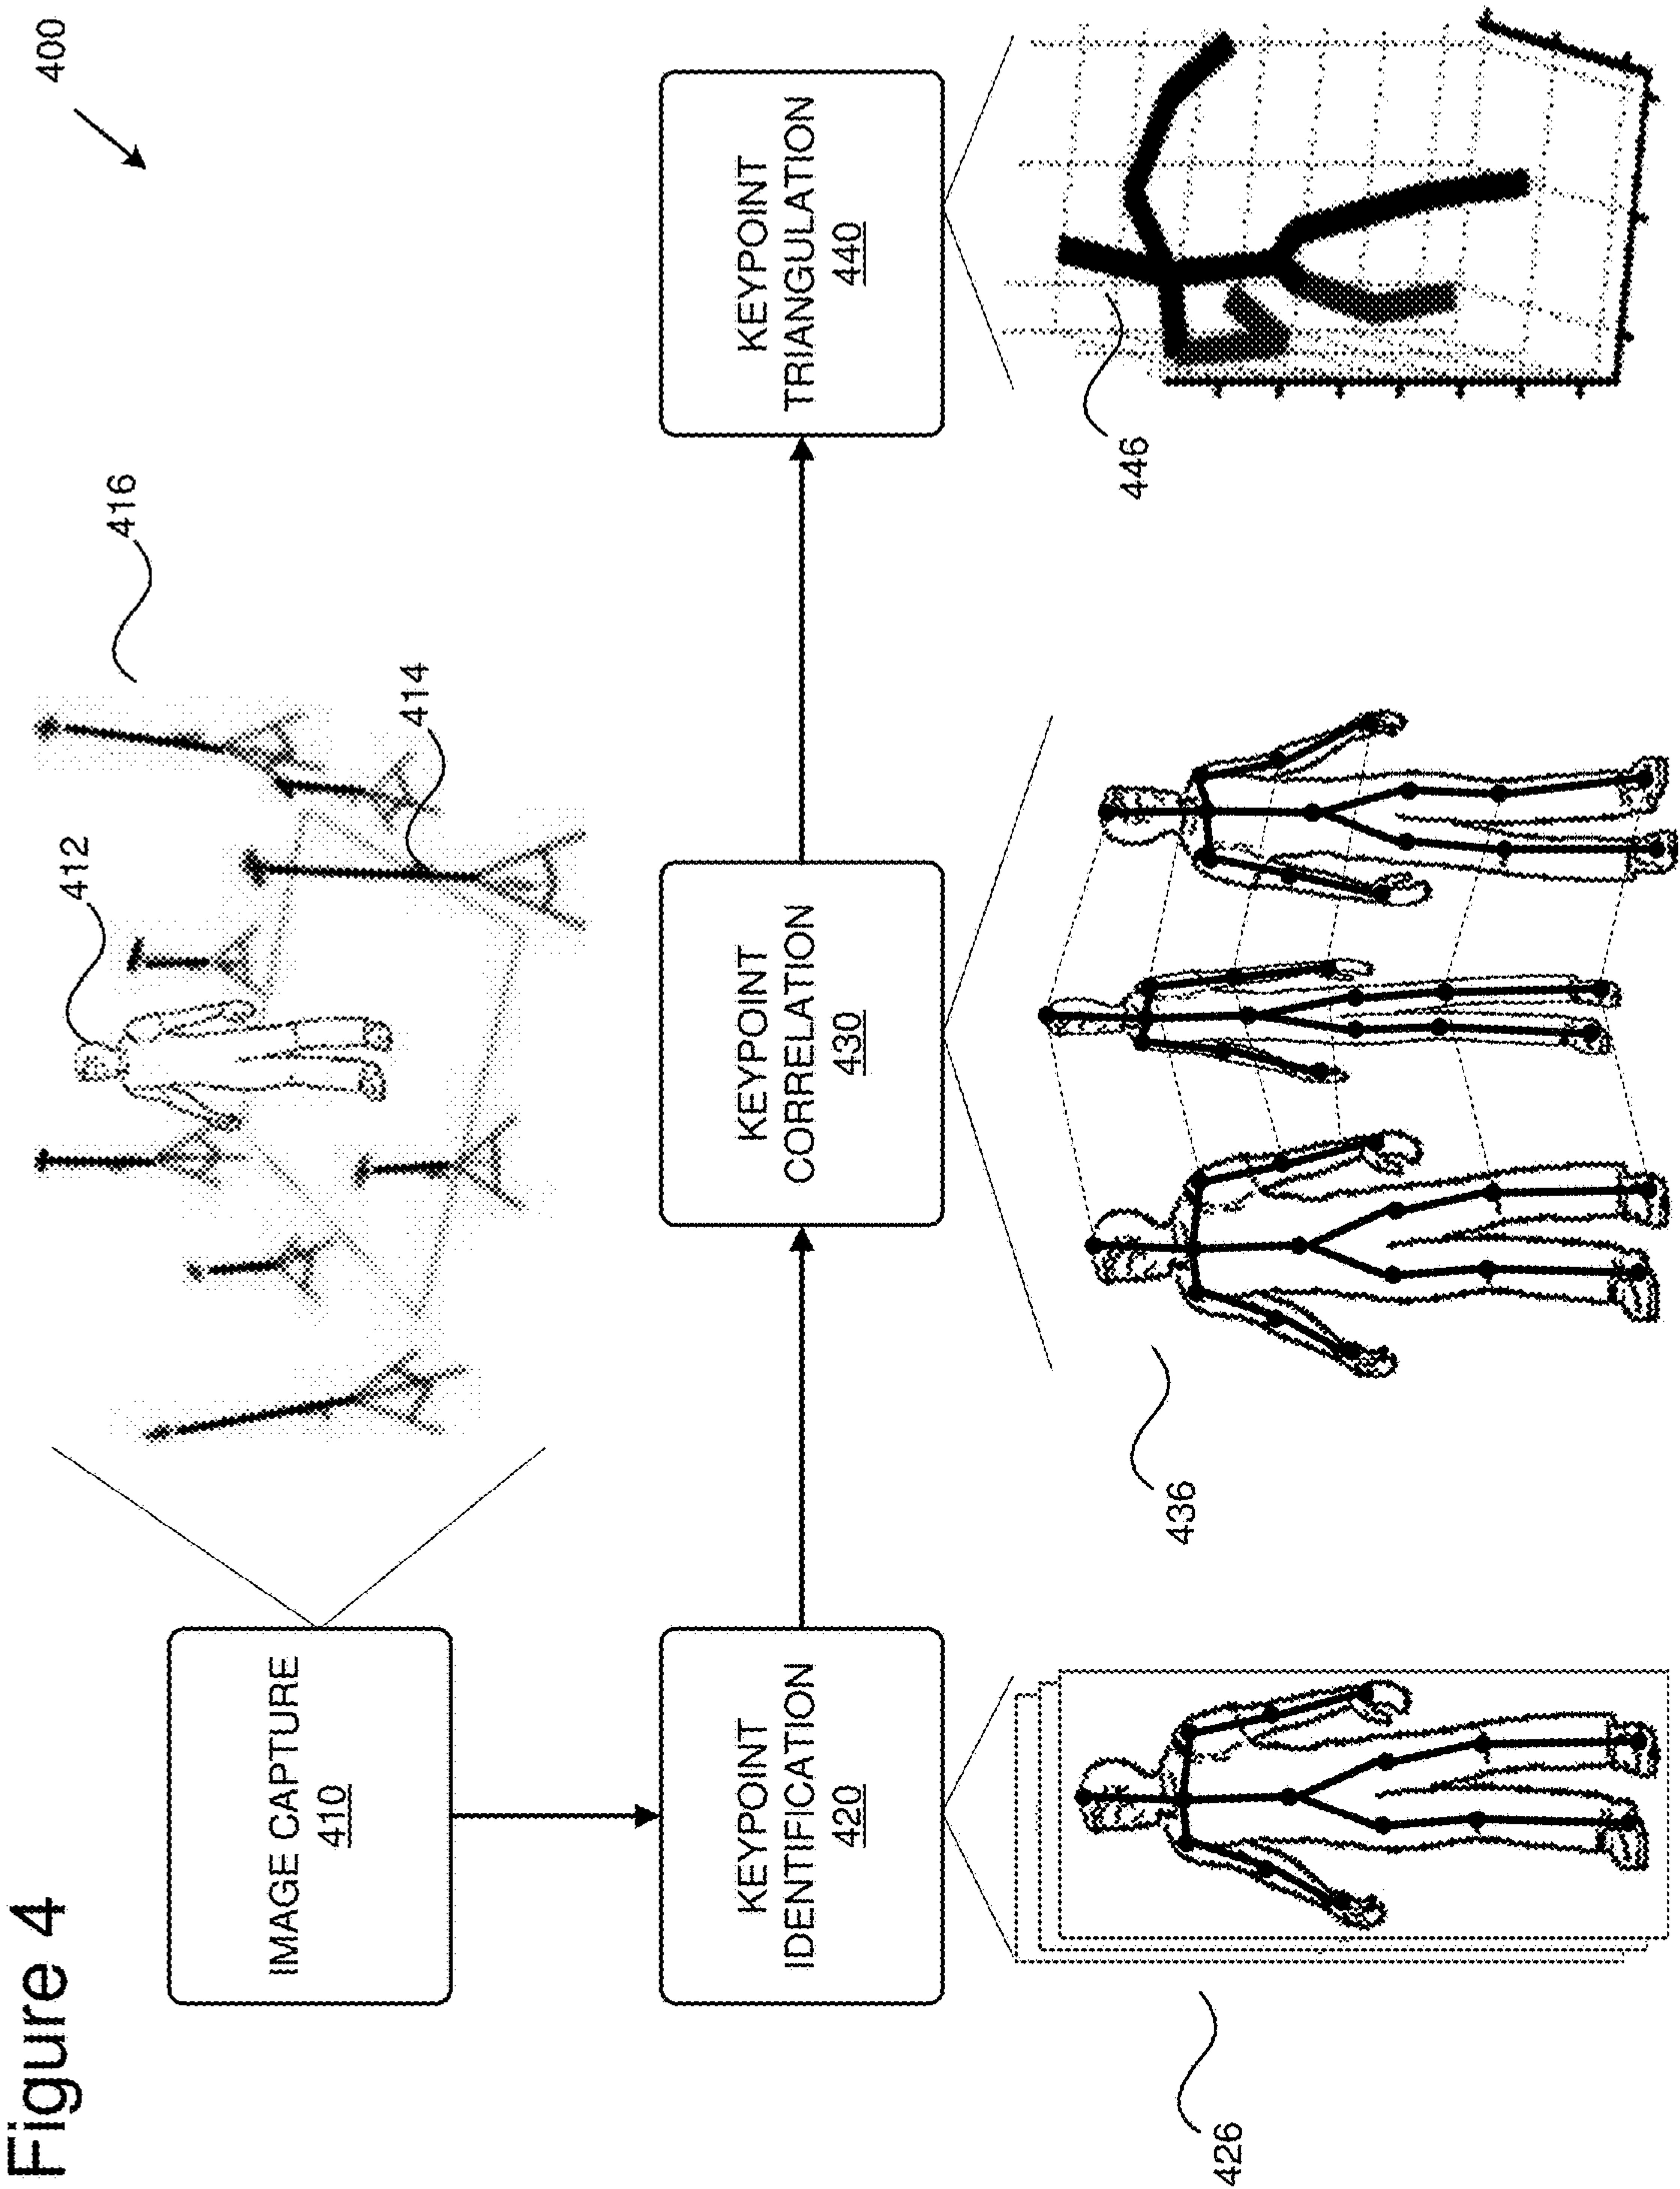 Figure 4
400
416
412
414
IMAGE CAPTURE
410
KEYPOINT
IDENTIFICATION
420
KEYPOINT
CORRELATION
430
KEYPOINT
TRIANGULATION
440
426
436
446